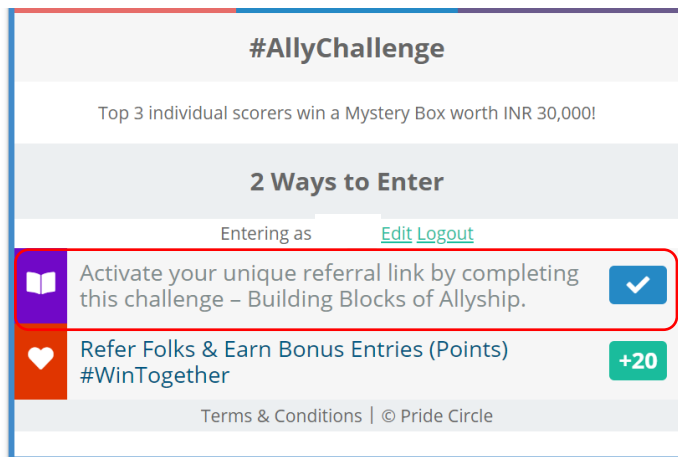 #AllyChallenge
Top 3 individual scorers win a Mystery Box worth INR 30,000!
2 Ways to Enter
Entering as Edit Logout
Activate your unique referral link by completing
this challenge – Building Blocks of Allyship.
Refer Folks & Earn Bonus Entries (Points)
#WinTogether
+20
Terms & Conditions | © Pride Circle